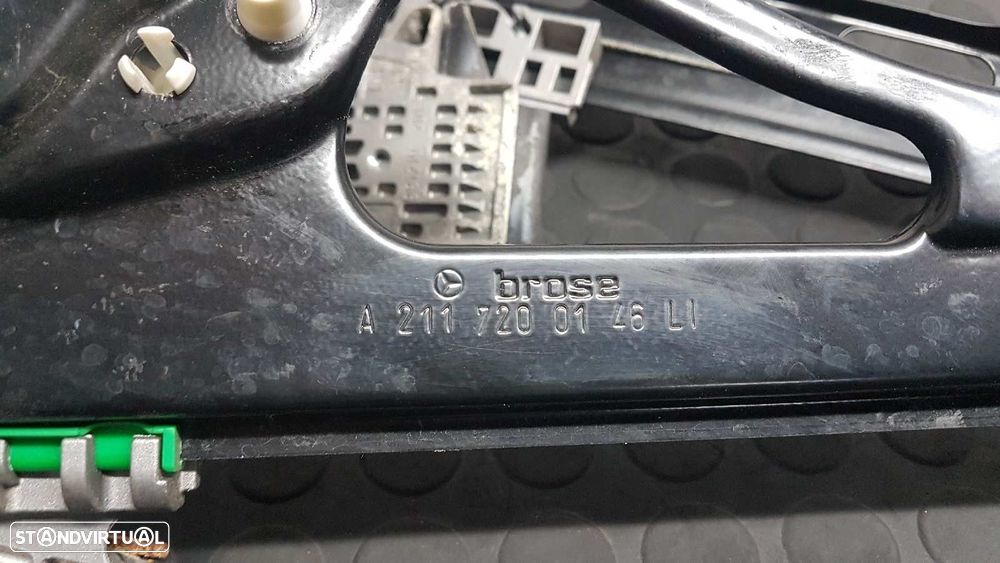 brose
A 211 720 01 46 LI
STANDVIRTUAL